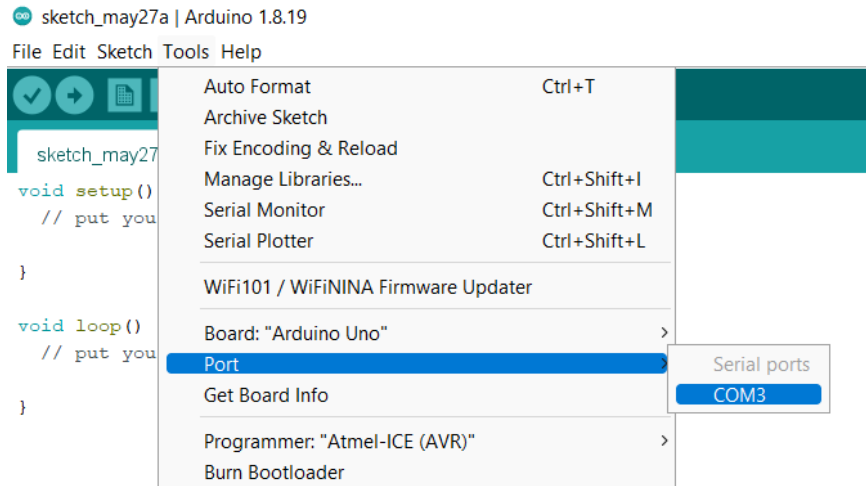 sketch_may27a | Arduino 1.8.19
File Edit Sketch Tools Help
Auto Format Ctrl+T
Archive Sketch
Fix Encoding & Reload
Manage Libraries... Ctrl+Shift+I
Serial Monitor Ctrl+Shift+M
Serial Plotter Ctrl+Shift+L
WiFi101 / WiFiNINA Firmware Updater
Board: "Arduino Uno"
Port
Get Board Info
Programmer: "Atmel-ICE (AVR)"
Burn Bootloader
Serial ports
COM3
sketch_may27
void setup()
// put you
}
void loop()
// put you
}